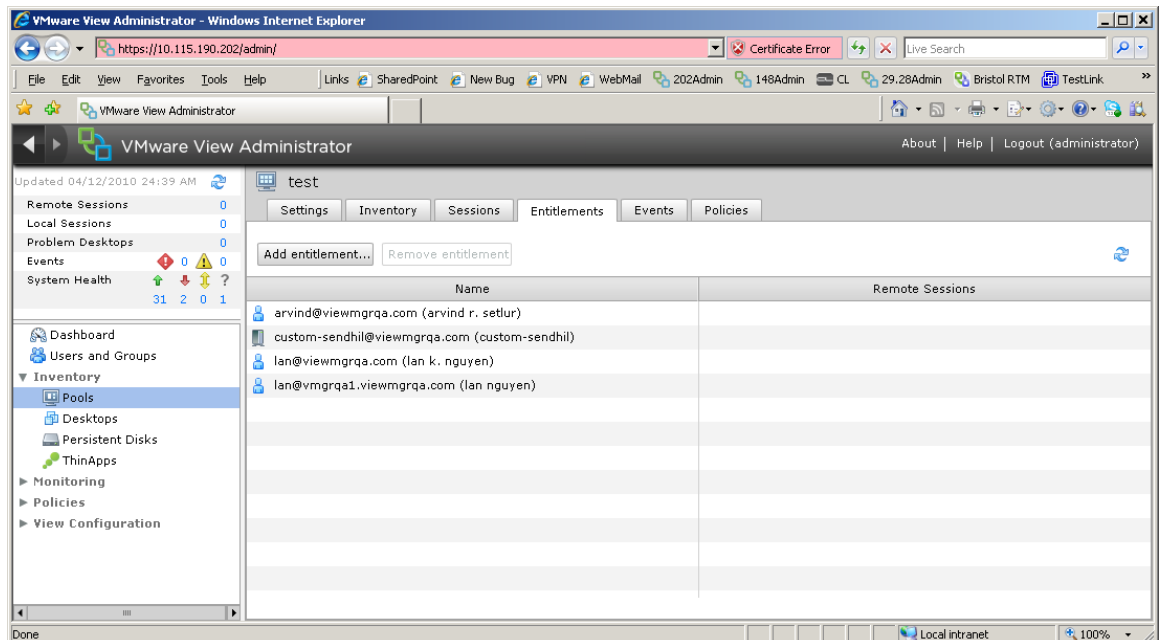 VMware View Administrator - Windows Internet Explorer
https://10.115.190.202/admin/
Certificate Error
Live Search
File Edit View Favorites Tools Help
Links SharedPoint New Bug VPN WebMail 202Admin 148Admin CL 29.28Admin Bristol RTM TestLink »
VMware View Administrator
VMware View Administrator
About | Help | Logout (administrator)
Updated 04/12/2010 24:39 AM
Remote Sessions 0
Local Sessions 0
Problem Desktops 0
Events 0 0
System Health ?
31 2 0 1
Dashboard
Users and Groups
Inventory
Pools
Desktops
Persistent Disks
ThinApps
Monitoring
Policies
View Configuration
test
Settings Inventory Sessions Entitlements Events Policies
Add entitlement... Remove entitlement
Name Remote Sessions
arvind@viewmgrqa.com (arvind r. setlur)
custom-sendhil@viewmgrqa.com (custom-sendhil)
lan@viewmgrqa.com (lan k. nguyen)
lan@vmgrqa1.viewmgrqa.com (lan nguyen)
Done
Local intranet
100%